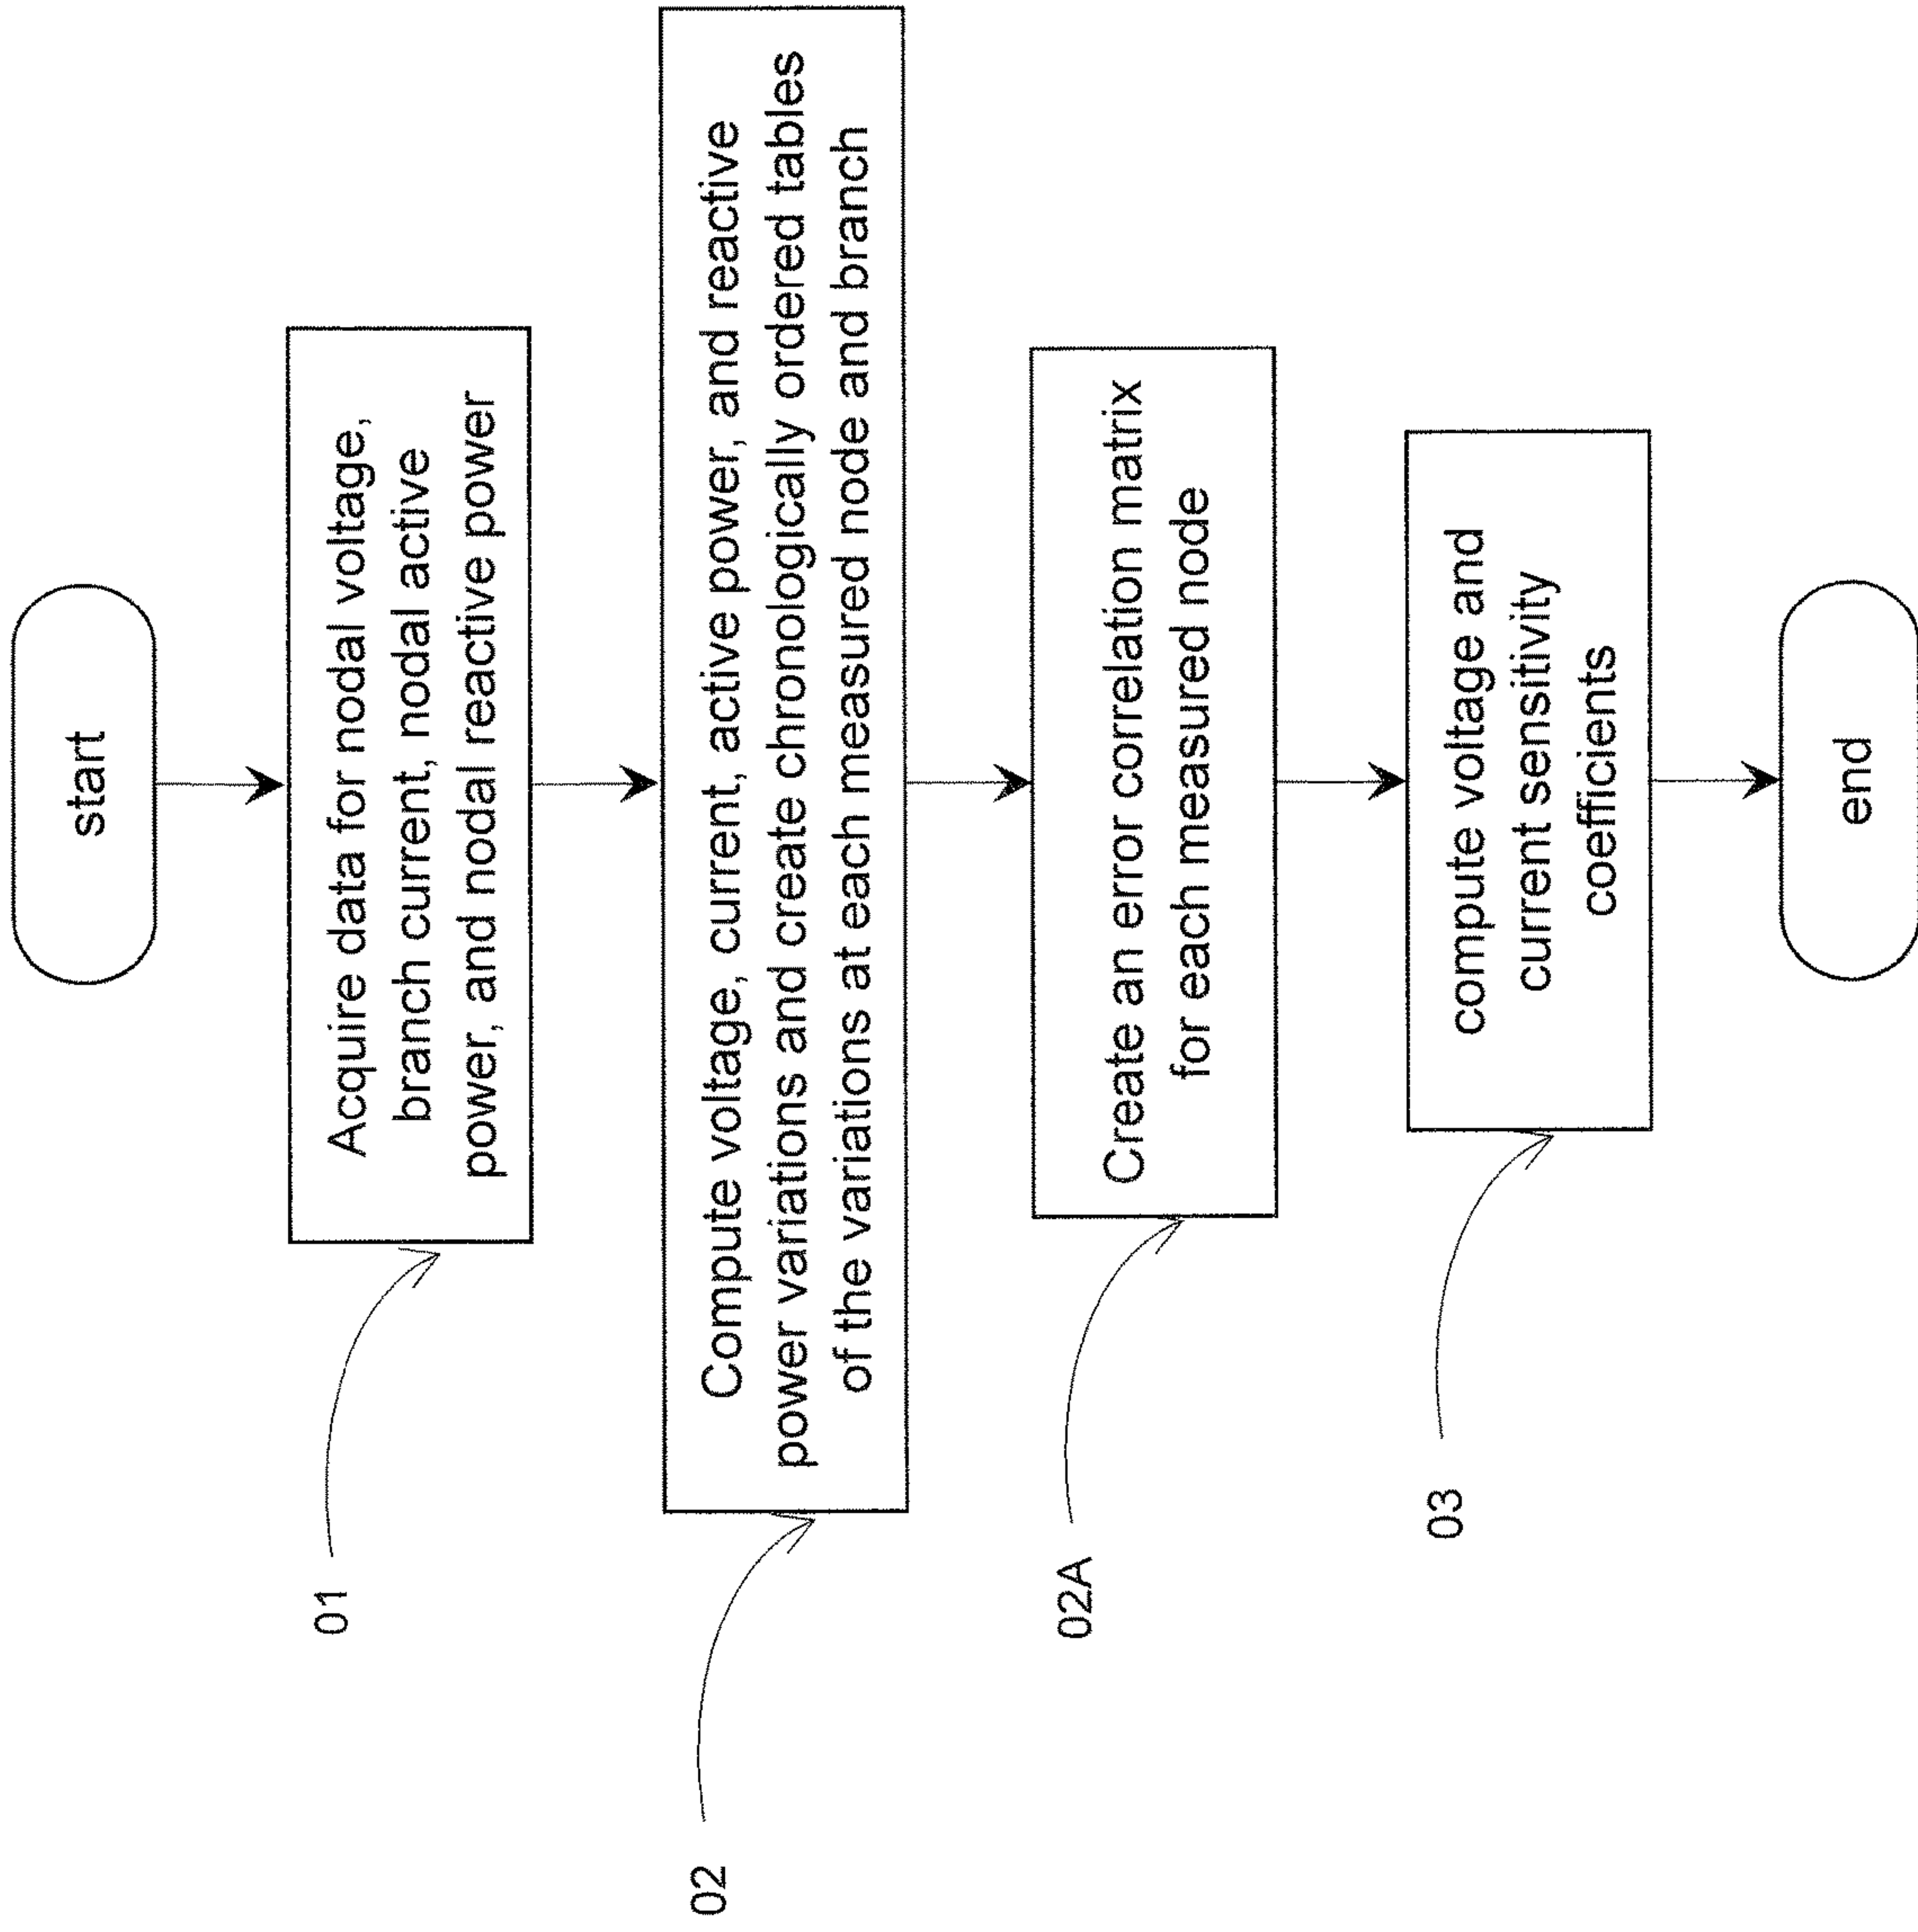 start
01
Acquire data for nodal voltage,
branch current, nodal active
power, and nodal reactive power
02
Compute voltage, current, active power, and reactive
power variations and create chronologically ordered tables
of the variations at each measured node and branch
02A
Create an error correlation matrix
for each measured node
03
compute voltage and
current sensitivity
coefficients
end